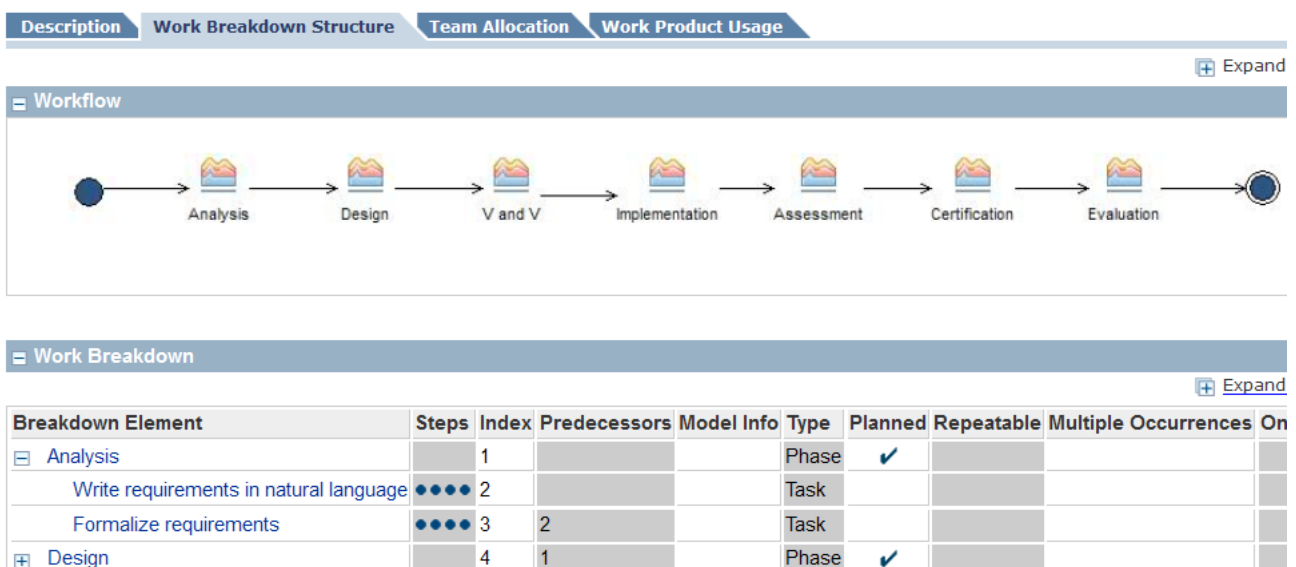 Description Work Breakdown Structure Team Allocation Work Product Usage
Expand
Workflow
Analysis Design V and V Implementation Assessment Certification Evaluation
Work Breakdown
Expand
Breakdown Element Steps Index Predecessors Model Info Type Planned Repeatable Multiple Occurrences On
Analysis 1 Phase
Write requirements in natural language 2 Task
Formalize requirements 3 2 Task
Design 4 1 Phase